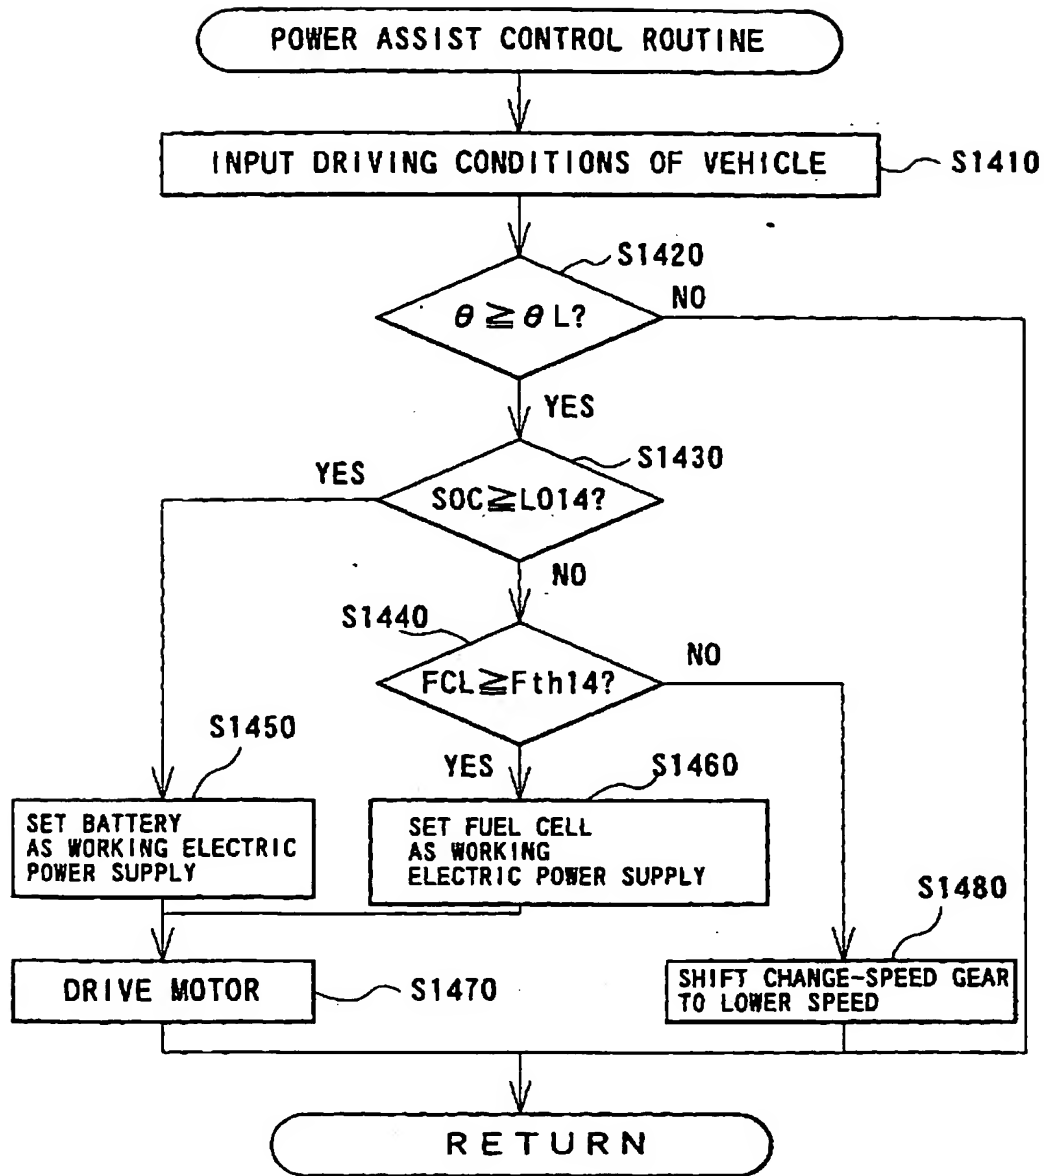 POWER ASSIST CONTROL ROUTINE
INPUT DRIVING CONDITIONS OF VEHICLE
S1410
S1420
θ ≧ θ L?
NO
YES
S1430
YES
SOC≧LO14?
NO
S1440
NO
FCL≧Fth14?
S1450
YES
S1460
SET BATTERY
AS WORKING ELECTRIC
POWER SUPPLY
SET FUEL CELL
AS WORKING
ELECTRIC POWER SUPPLY
S1480
DRIVE MOTOR
S1470
SHIFT CHANGE-SPEED GEAR
TO LOWER SPEED
RETURN